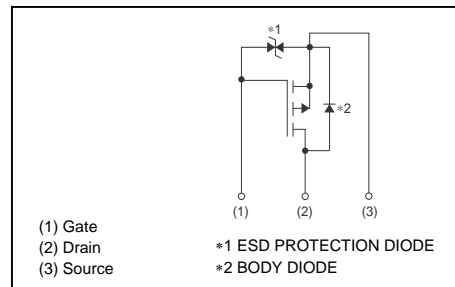 ∗1
∗2
(1) (2) (3)
(1) Gate
(2) Drain
(3) Source
∗1 ESD PROTECTION DIODE
∗2 BODY DIODE